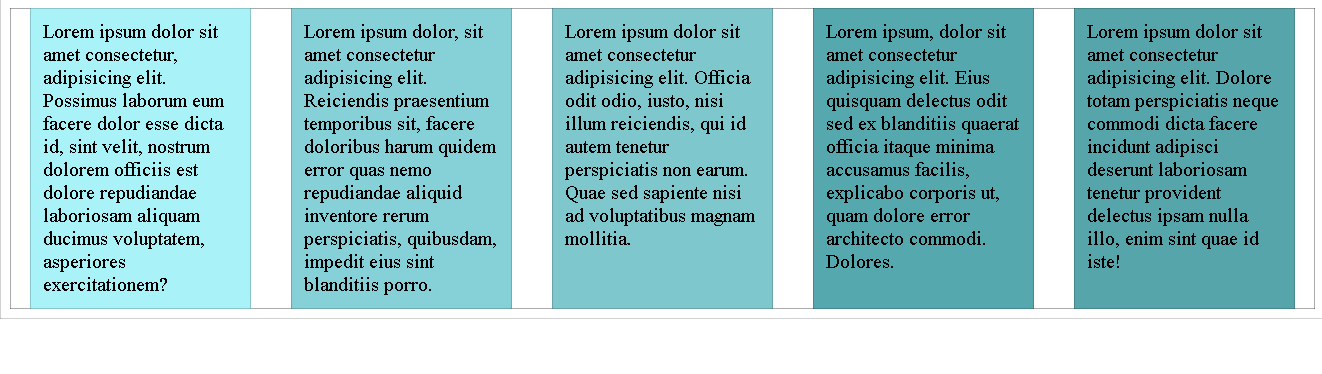 Lorem ipsum dolor sit
amet consectetur,
adipisicing elit.
Possimus laborum eum
facere dolor esse dicta
id, sint velit, nostrum
dolorem officiis est
dolore repudiandae
laboriosam aliquam
ducimus voluptatem,
asperiores
exercitationem?
Lorem ipsum dolor, sit
amet consectetur
adipisicing elit.
Reiciendis praesentium
temporibus sit, facere
doloribus harum quidem
error quas nemo
repudiandae aliquid
inventore rerum
perspiciatis, quibusdam,
impedit eius sint
blanditiis porro.
Lorem ipsum dolor sit
amet consectetur
adipisicing elit. Officia
odit odio, iusto, nisi
illum reiciendis, qui id
autem tenetur
perspiciatis non earum.
Quae sed sapiente nisi
ad voluptatibus magnam
mollitia.
Lorem ipsum, dolor sit
amet consectetur
adipisicing elit. Eius
quisquam delectus odit
sed ex blanditiis quaerat
officia itaque minima
accusamus facilis,
explicabo corporis ut,
quam dolore error
architecto commodi.
Dolores.
Lorem ipsum dolor sit
amet consectetur
adipisicing elit. Dolore
totam perspiciatis neque
commodi dicta facere
incidunt adipisci
deserunt laboriosam
tenetur provident
delectus ipsam nulla
illo, enim sint quae id
iste!